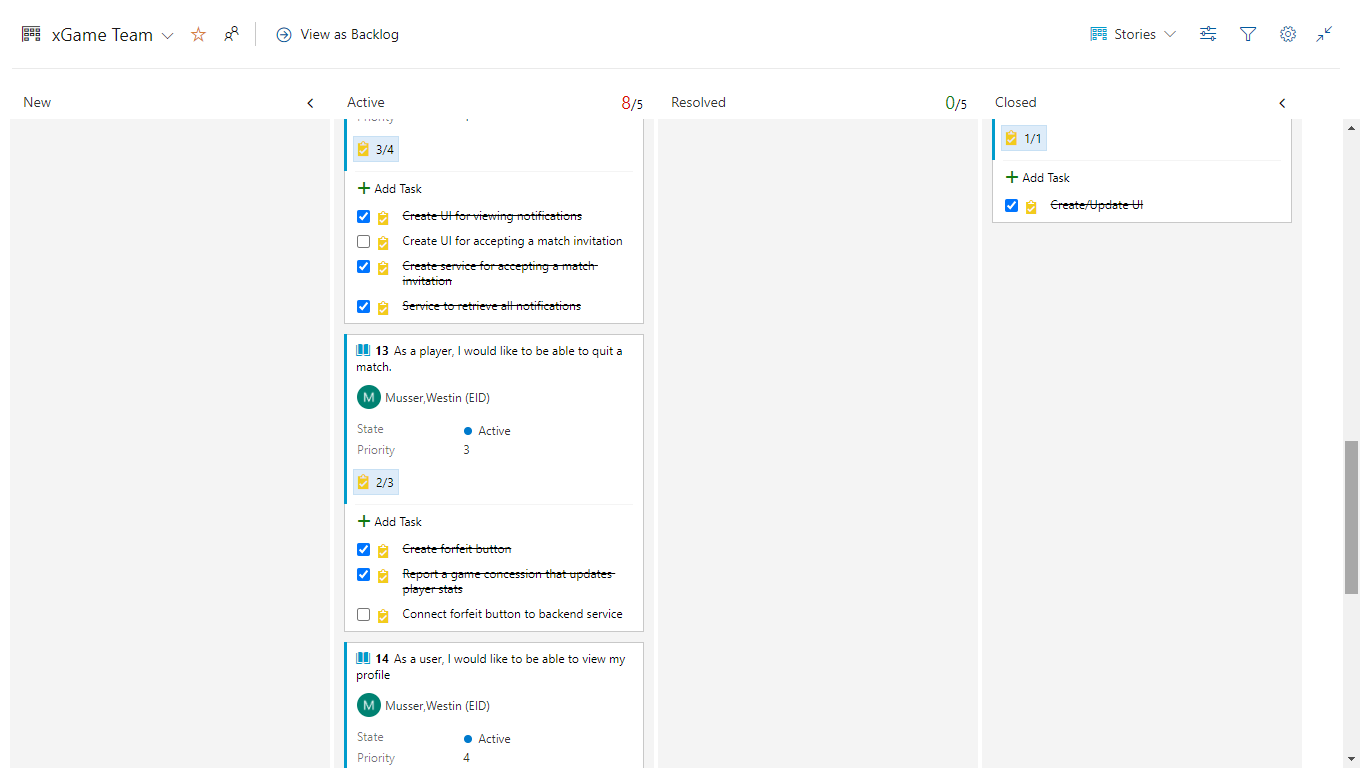 xGame Team
View as Backlog
Stories
New
Active
8/5
Resolved
0/5
Closed
Priority
3/4
Add Task
Create UI for viewing notifications
Create UI for accepting a match invitation
Create service for accepting a match
invitation
Service to retrieve all notifications
13 As a player, I would like to be able to quit a
match.
M Musser,Westin (EID)
State
Active
Priority
3
2/3
Add Task
Create forfeit button
Report a game concession that updates
player stats
Connect forfeit button to backend service
14 As a user, I would like to be able to view my
profile
M Musser,Westin (EID)
State
Active
Priority
4
1/1
Add Task
Create/Update UI